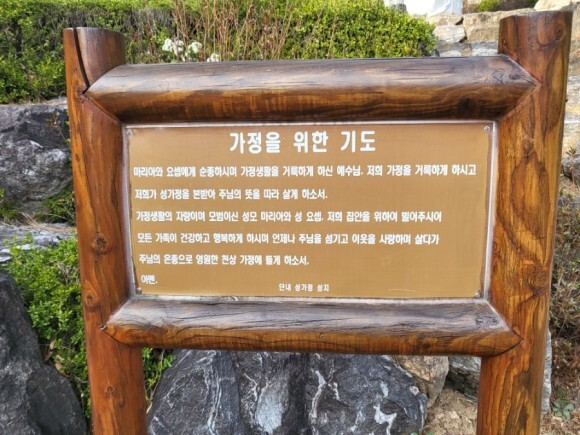 가정을 위한 기도
마리아와 요셉에게 순종하시며 가정생활을 거룩하게 하신 예수님. 저희 가정을 거룩하게 하시고
저희가 성가정을 본받아 주님의 뜻을 따라 살게 하소서.
가정생활의 자랑이며 모범이신 성모 마리아와 성 요셉. 저희 집안을 위하여 빌어주시어
모든 가족이 건강하고 행복하게 하시며 언제나 주님을 섬기고 이웃을 사랑하며 살다가
주님의 은총으로 영원한 천상 가정에 들게 하소서.
아멘.
단내 성가정 성지